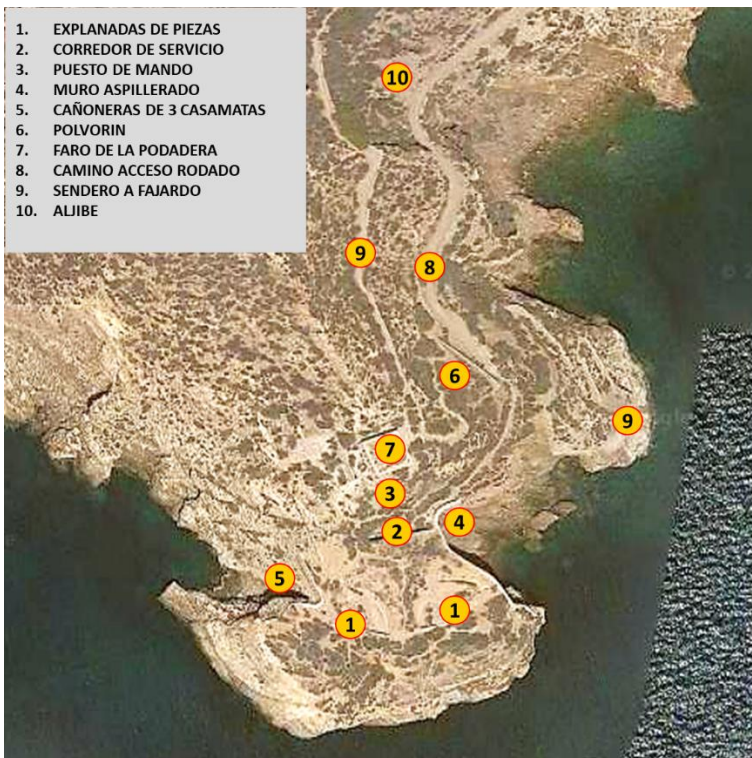 1. EXPLANADAS DE PIEZAS
2. CORREDOR DE SERVICIO
3. PUESTO DE MANDO
4. MURO ASPILLERADO
5. CAÑONERAS DE 3 CASAMATAS
6. POLVORIN
7. FARO DE LA PODADERA
8. CAMINO ACCESO RODADO
9. SENDERO A FAJARDO
10. ALJIBE
10
9
8
6
9
7
3
4
2
5
1
1